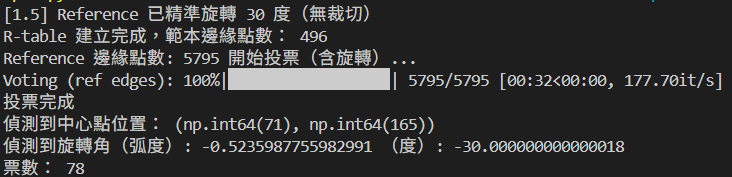 [1.5] Reference 已精準旋轉 30 度（無裁切）
R-table 建立完成，範本邊緣點數： 496
Reference 邊緣點數: 5795 開始投票（含旋轉）...
Voting (ref edges): 100%|██████████| 5795/5795 [00:32<00:00, 177.70it/s]
投票完成
偵測到中心點位置： (np.int64(71), np.int64(165))
偵測到旋轉角（弧度）: -0.5235987755982991 （度）: -30.000000000000018
票數： 78